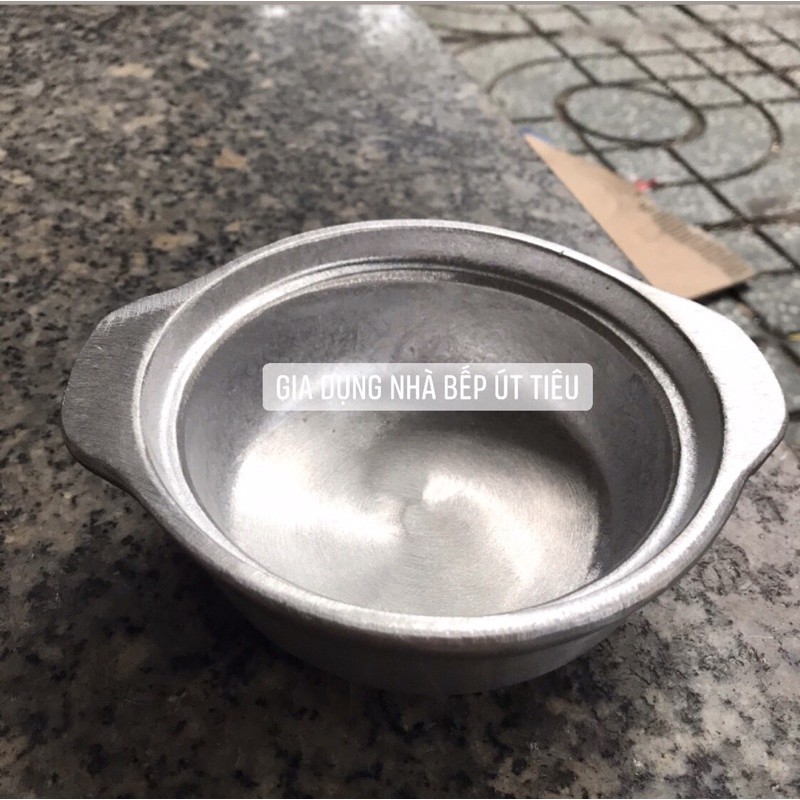 GIA DỤNG NHÀ BẾP ÚT TIÊU